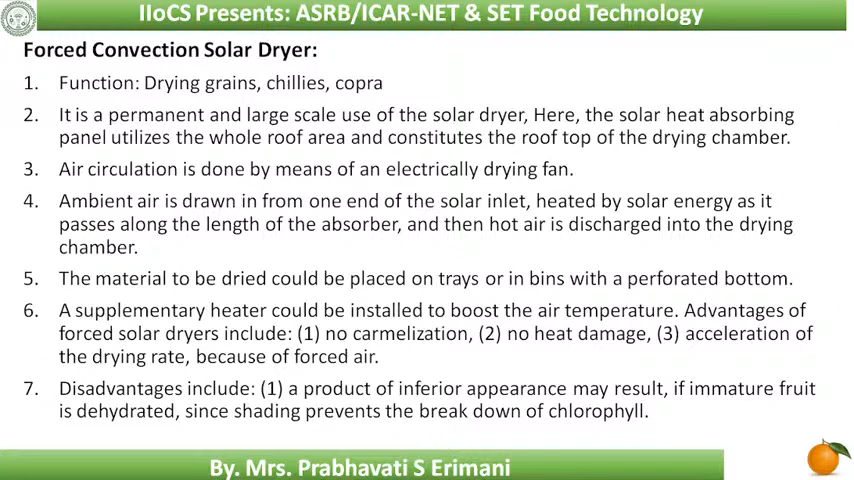 IIoCS Presents: ASRB/ICAR-NET & SET Food Technology
Forced Convection Solar Dryer:
1. Function: Drying grains, chillies, copra
2. It is a permanent and large scale use of the solar dryer, Here, the solar heat absorbing
panel utilizes the whole roof area and constitutes the roof top of the drying chamber.
3. Air circulation is done by means of an electrically drying fan.
4. Ambient air is drawn in from one end of the solar inlet, heated by solar energy as it
passes along the length of the absorber, and then hot air is discharged into the drying
chamber.
5. The material to be dried could be placed on trays or in bins with a perforated bottom.
6. A supplementary heater could be installed to boost the air temperature. Advantages of
forced solar dryers include: (1) no carmelization, (2) no heat damage, (3) acceleration of
the drying rate, because of forced air.
7. Disadvantages include: (1) a product of inferior appearance may result, if immature fruit
is dehydrated, since shading prevents the break down of chlorophyll.
By. Mrs. Prabhavati S Erimani